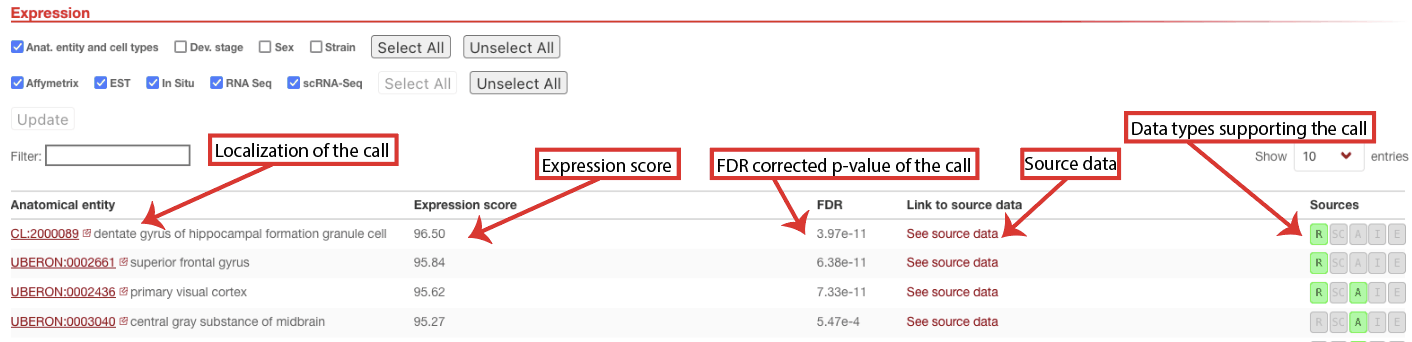 Expression
Anat. entity and cell types Dev. stage Sex Strain Select All Unselect All
Affymetrix EST In Situ RNA Seq scRNA-Seq Select All Unselect All
Update
Data types supporting the call
Localization of the call
Expression score FDR corrected p-value of the call Source data
Filter: Show 10 entries
Anatomical entity Expression score FDR Link to source data Sources
CL:2000089 dentate gyrus of hippocampal formation granule cell 96.50 3.97e-11 See source data R SC A I E
UBERON:0002661 superior frontal gyrus 95.84 6.38e-11 See source data R SC A I E
UBERON:0002436 primary visual cortex 95.62 7.33e-11 See source data R SC A I E
UBERON:0003040 central gray substance of midbrain 95.27 5.47e-4 See source data R SC A I E